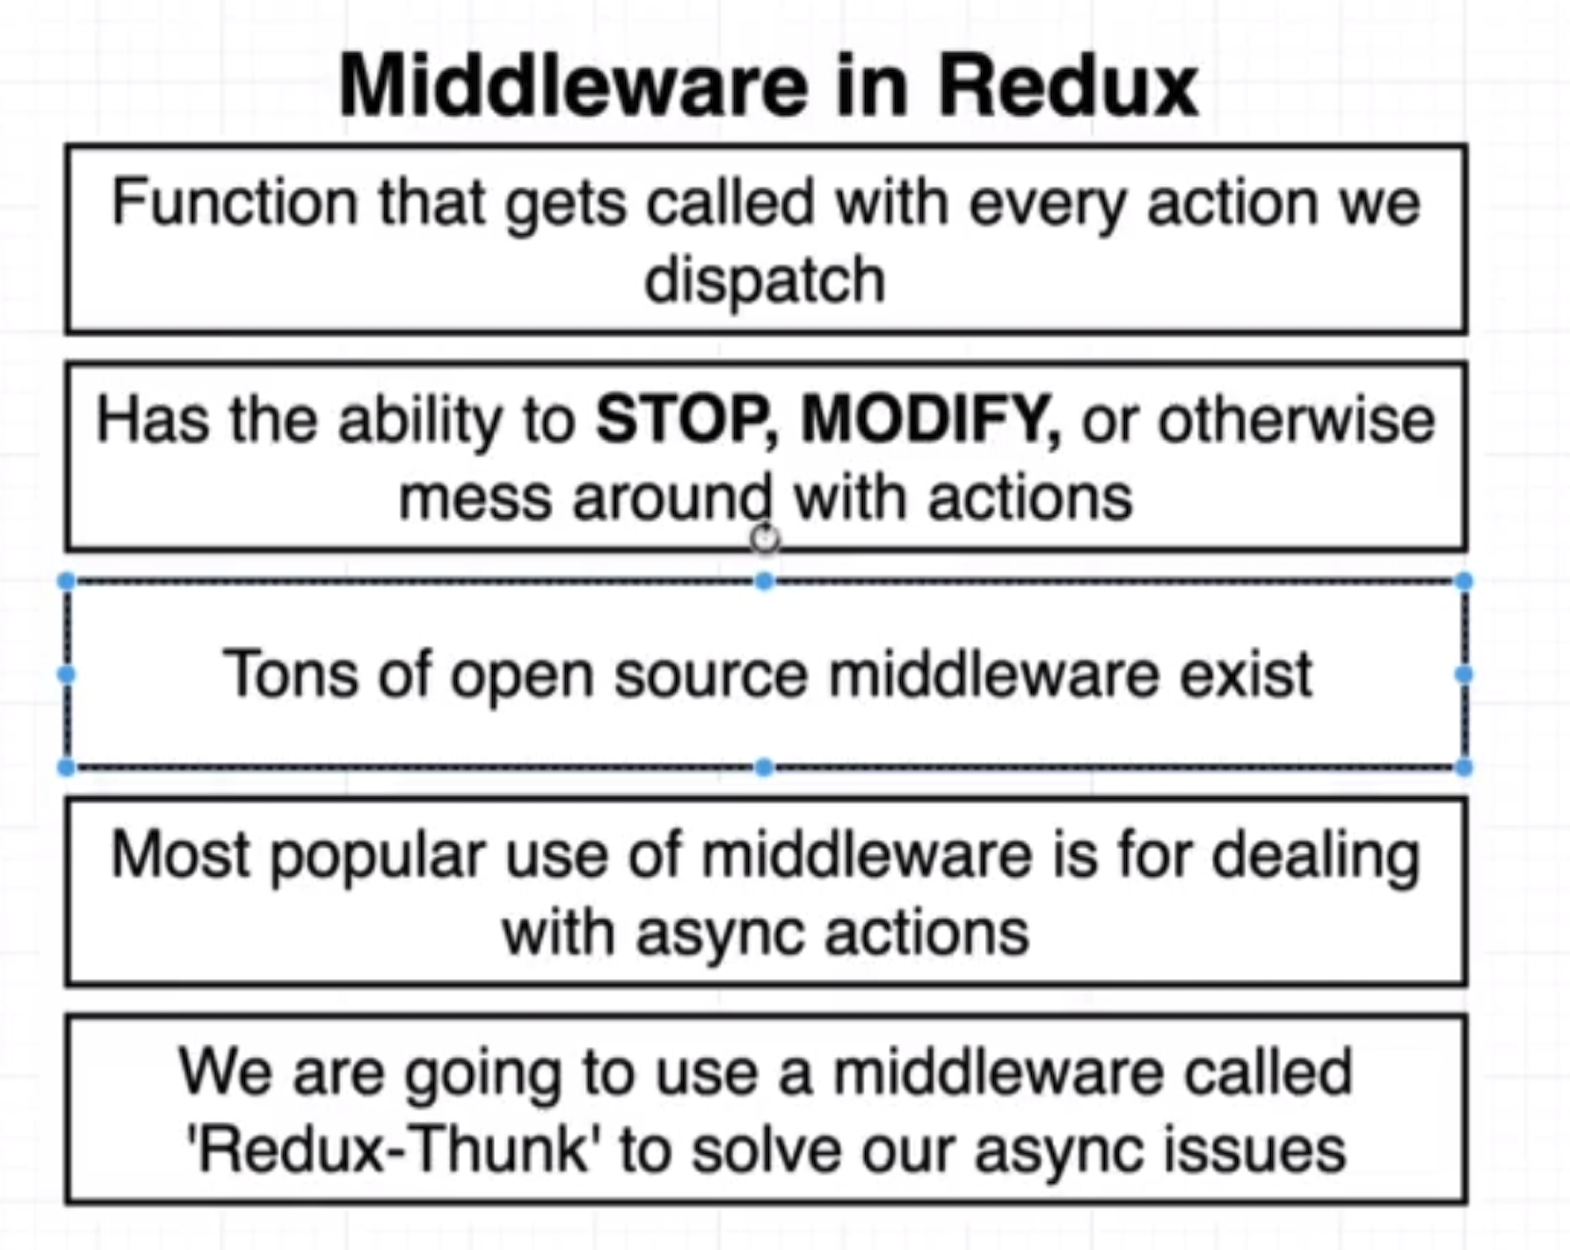 Middleware in Redux
Function that gets called with every action we
dispatch
Has the ability to STOP, MODIFY, or otherwise
mess around with actions
Tons of open source middleware exist
Most popular use of middleware is for dealing
with async actions
We are going to use a middleware called
'Redux-Thunk' to solve our async issues